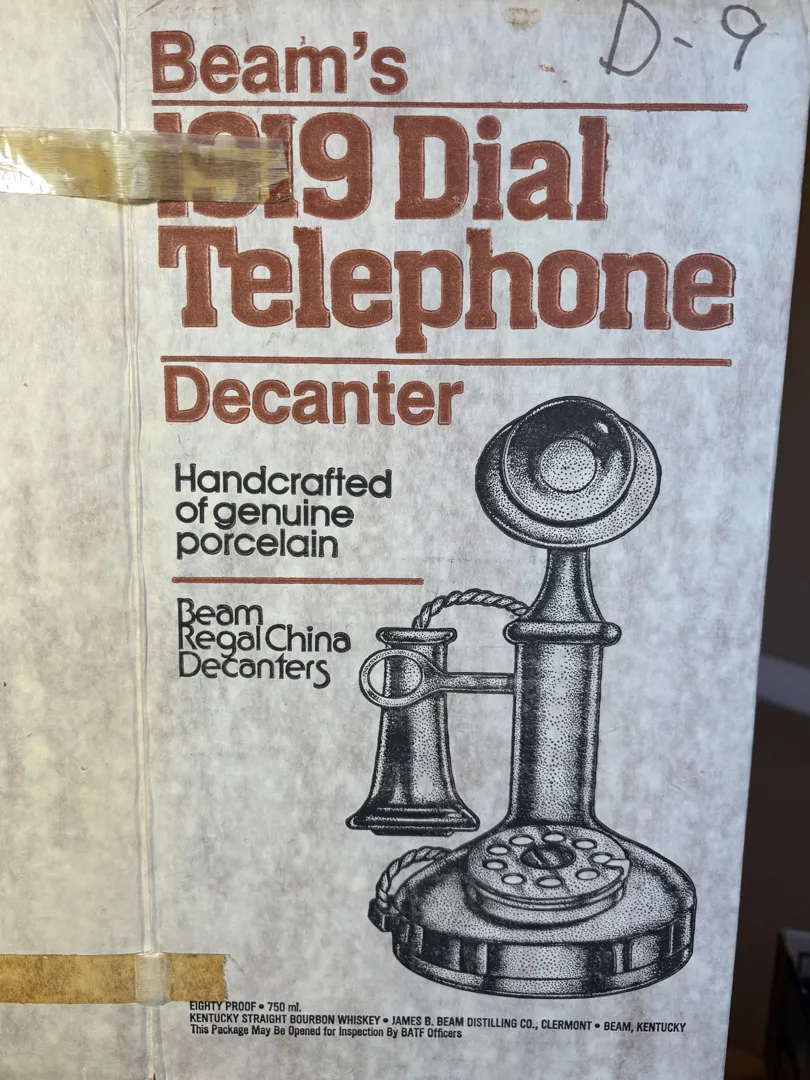 D-9
Beam's
1919 Dial
Telephone
Decanter
Handcrafted
of genuine
porcelain
Beam
Regal China
Decanters
EIGHTY PROOF • 750 ml.
KENTUCKY STRAIGHT BOURBON WHISKEY • JAMES B. BEAM DISTILLING CO., CLERMONT • BEAM, KENTUCKY
This Package May Be Opened for Inspection By BATF Officers